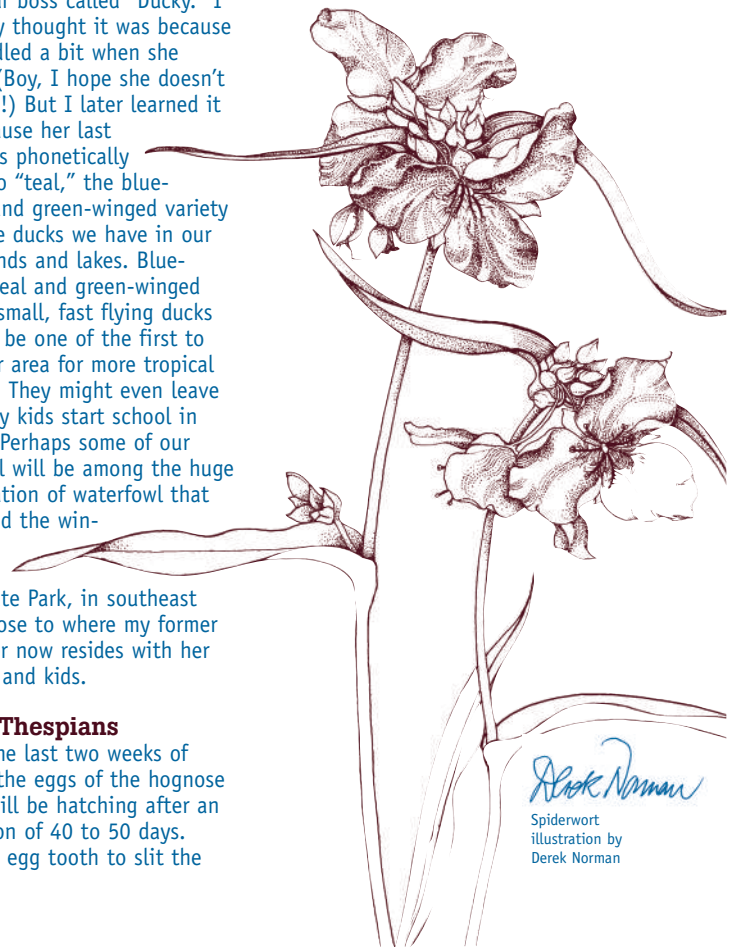 r boss called “Ducky.” I
y thought it was because
dled a bit when she
(Boy, I hope she doesn’t
!) But I later learned it
use her last
s phonetically
o “teal,” the blue-
nd green-winged variety
e ducks we have in our
nds and lakes. Blue-
eal and green-winged
small, fast flying ducks
be one of the first to
r area for more tropical
They might even leave
y kids start school in
Perhaps some of our
l will be among the huge
tion of waterfowl that
d the win-
te Park, in southeast
ose to where my former
r now resides with her
and kids.
Thespians
he last two weeks of
the eggs of the hognose
ill be hatching after an
on of 40 to 50 days.
egg tooth to slit the
Derek Norman
Spiderwort
illustration by
Derek Norman